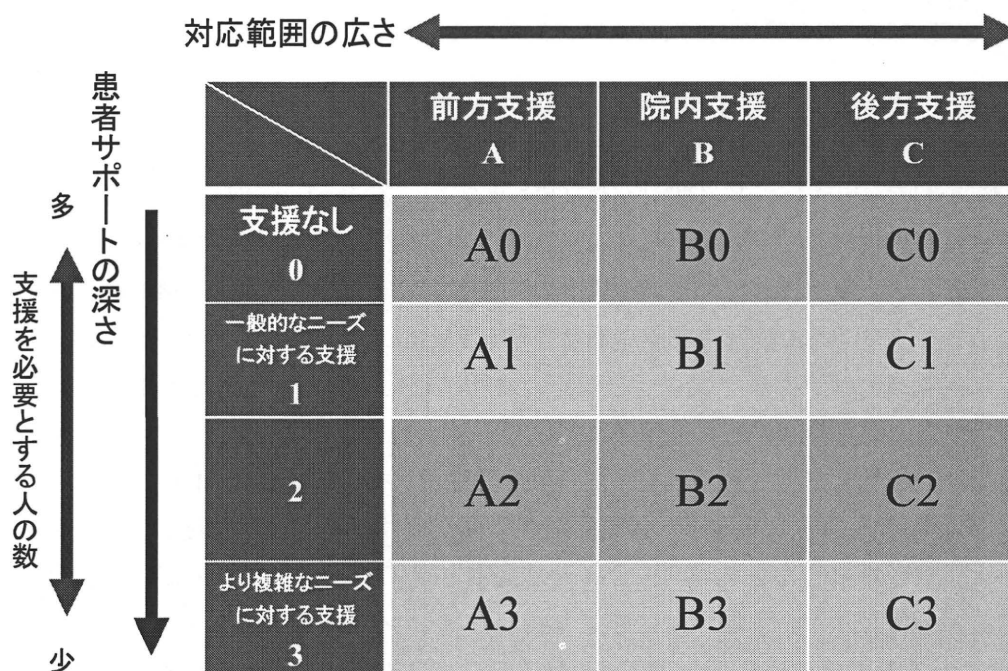 対応範囲の広さ
患者サポートの深さ
多
支援を必要とする人の数
少
前方支援 院内支援 後方支援
A B C
支援なし
0
A0 B0 C0
一般的なニーズ
に対する支援
1
A1 B1 C1
2
A2 B2 C2
より複雑なニーズ
に対する支援
3
A3 B3 C3